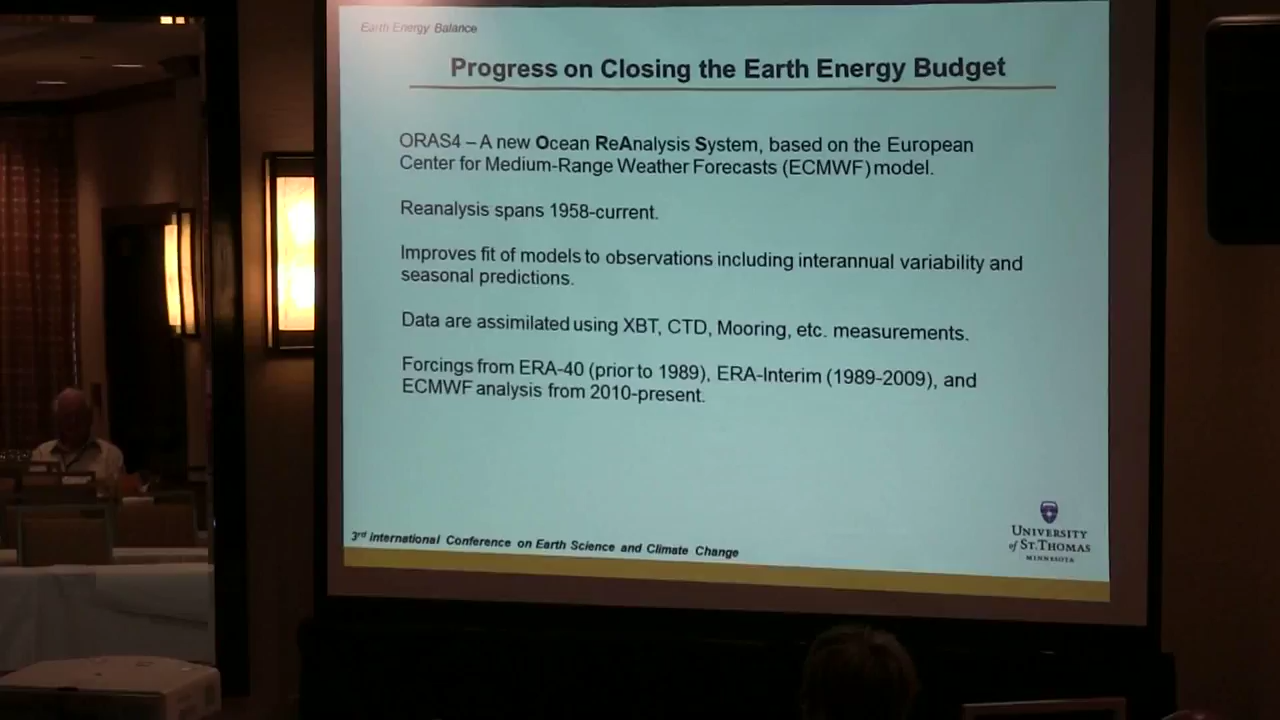 Earth Energy Balance
Progress on Closing the Earth Energy Budget
ORAS4 – A new Ocean ReAnalysis System, based on the European
Center for Medium-Range Weather Forecasts (ECMWF) model.
Reanalysis spans 1958-current.
Improves fit of models to observations including interannual variability and
seasonal predictions.
Data are assimilated using XBT, CTD, Mooring, etc. measurements.
Forcings from ERA-40 (prior to 1989), ERA-Interim (1989-2009), and
ECMWF analysis from 2010-present.
3rd International Conference on Earth Science and Climate Change
UNIVERSITY
of ST. THOMAS
MINNESOTA